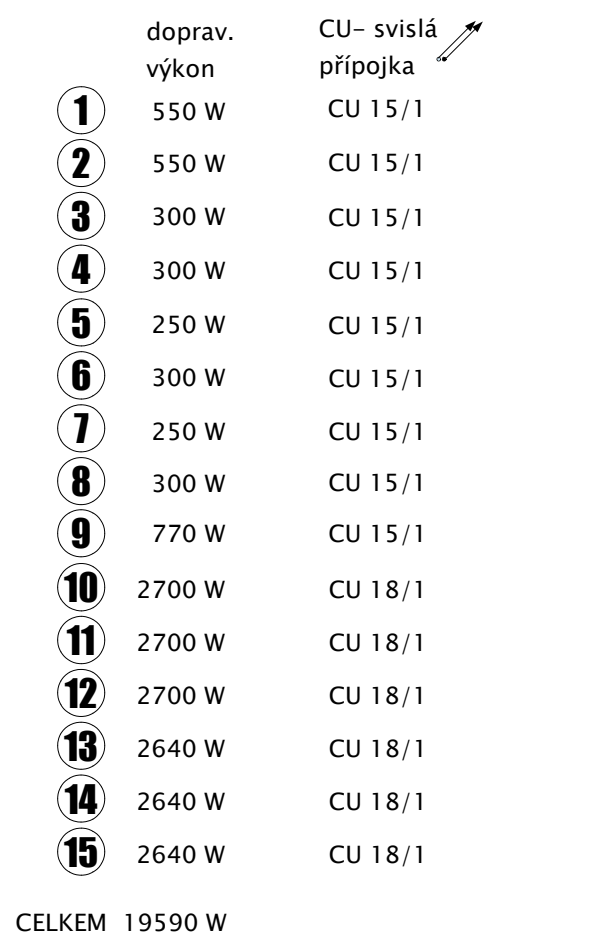 doprav. CU- svislá
výkon přípojka
1 550 W CU 15/1
2 550 W CU 15/1
3 300 W CU 15/1
4 300 W CU 15/1
5 250 W CU 15/1
6 300 W CU 15/1
7 250 W CU 15/1
8 300 W CU 15/1
9 770 W CU 15/1
10 2700 W CU 18/1
11 2700 W CU 18/1
12 2700 W CU 18/1
13 2640 W CU 18/1
14 2640 W CU 18/1
15 2640 W CU 18/1
CELKEM 19590 W